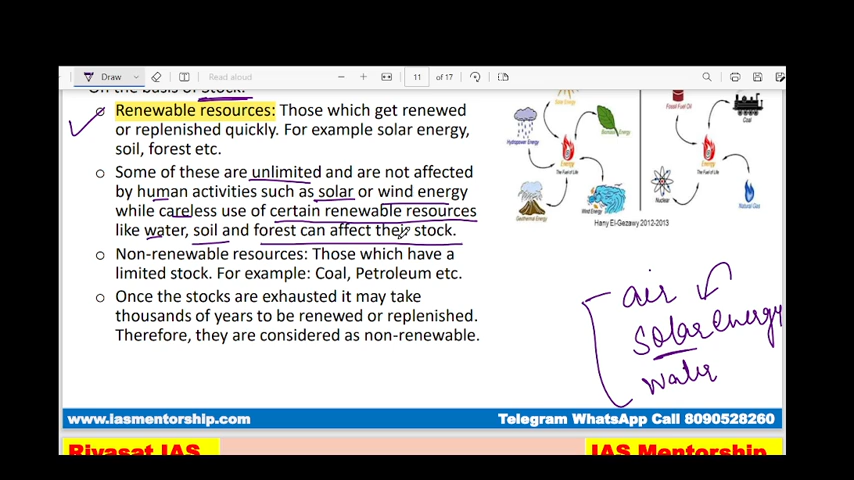 Draw
Read aloud
11 of 17
On the basis of Stock:
Renewable resources: Those which get renewed
or replenished quickly. For example solar energy,
soil, forest etc.
Some of these are unlimited and are not affected
by human activities such as solar or wind energy
while careless use of certain renewable resources
like water, soil and forest can affect their stock.
Non-renewable resources: Those which have a
limited stock. For example: Coal, Petroleum etc.
Once the stocks are exhausted it may take
thousands of years to be renewed or replenished.
Therefore, they are considered as non-renewable.
Solar Energy
Hydropower Energy
Biomass Energy
Energy
The Fuel of Life
Geothermal Energy
Wind Energy
Fossil Fuel Oil
Coal
Energy
The Fuel of Life
Nuclear
Natural Gas
Hany El-Gezawy 2012-2013
air
solar energy
water
www.Iasmentorship.com
Telegram WhatsApp Call 8090528260
Riyasat IAS
IAS Mentorship